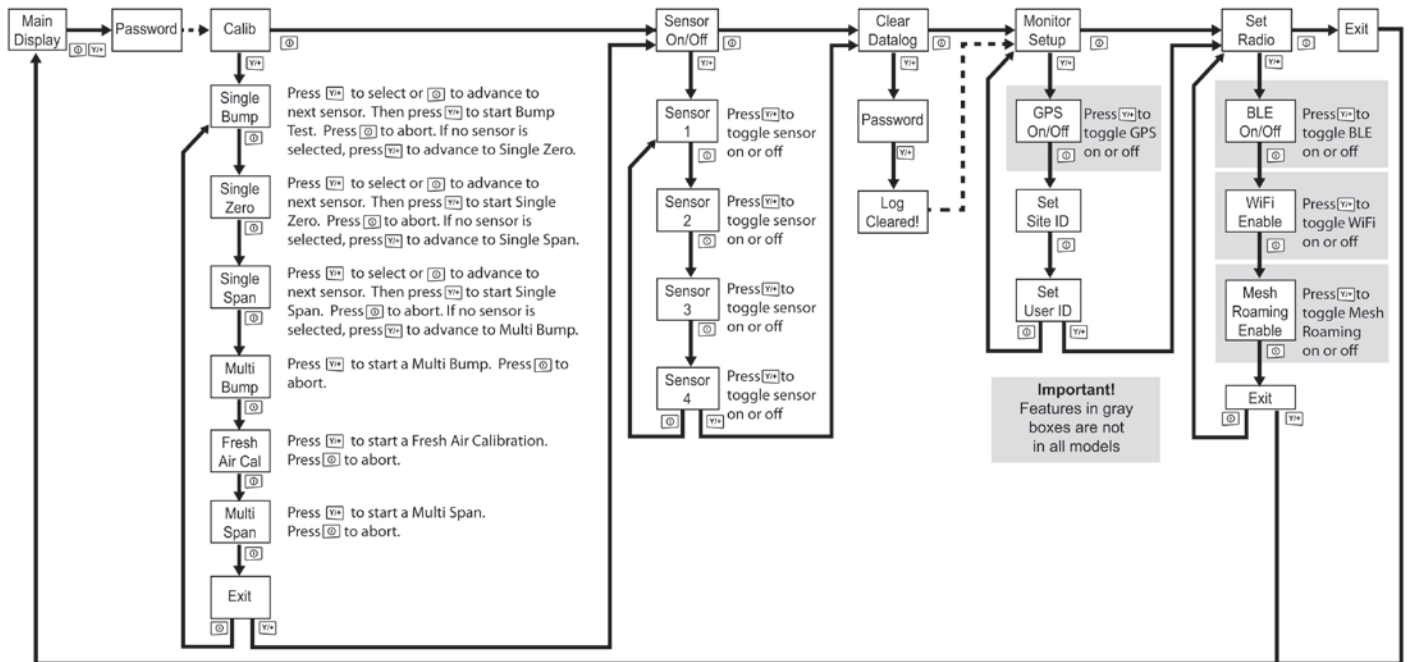 Main
Display
Y/+
Password
Calib
Y/+
Single
Bump
Press Y/+ to select or to advance to
next sensor. Then press Y/+ to start Bump
Test. Press to abort. If no sensor is
selected, press Y/+ to advance to Single Zero.
Single
Zero
Press Y/+ to select or to advance to
next sensor. Then press Y/+ to start Single
Zero. Press to abort. If no sensor is
selected, press Y/+ to advance to Single Span.
Single
Span
Press Y/+ to select or to advance to
next sensor. Then press Y/+ to start Single
Span. Press to abort. If no sensor is
selected, press Y/+ to advance to Multi Bump.
Multi
Bump
Press Y/+ to start a Multi Bump. Press to
abort.
Fresh
Air Cal
Press Y/+ to start a Fresh Air Calibration.
Press to abort.
Multi
Span
Press Y/+ to start a Multi Span.
Press to abort.
Exit
Y/+
Sensor
On/Off
Y/+
Sensor
1
Press Y/+ to
toggle sensor
on or off
Sensor
2
Press Y/+ to
toggle sensor
on or off
Sensor
3
Press Y/+ to
toggle sensor
on or off
Sensor
4
Press Y/+ to
toggle sensor
on or off
Y/+
Clear
Datalog
Y/+
Password
Y/+
Log
Cleared!
Monitor
Setup
Y/+
GPS
On/Off
Press Y/+ to
toggle GPS
on or off
Set
Site ID
Set
User ID
Y/+
Important!
Features in gray
boxes are not
in all models
Set
Radio
Y/+
BLE
On/Off
Press Y/+ to
toggle BLE
on or off
WiFi
Enable
Press Y/+ to
toggle WiFi
on or off
Mesh
Roaming
Enable
Press Y/+ to
toggle Mesh
Roaming
on or off
Exit
Y/+
Exit